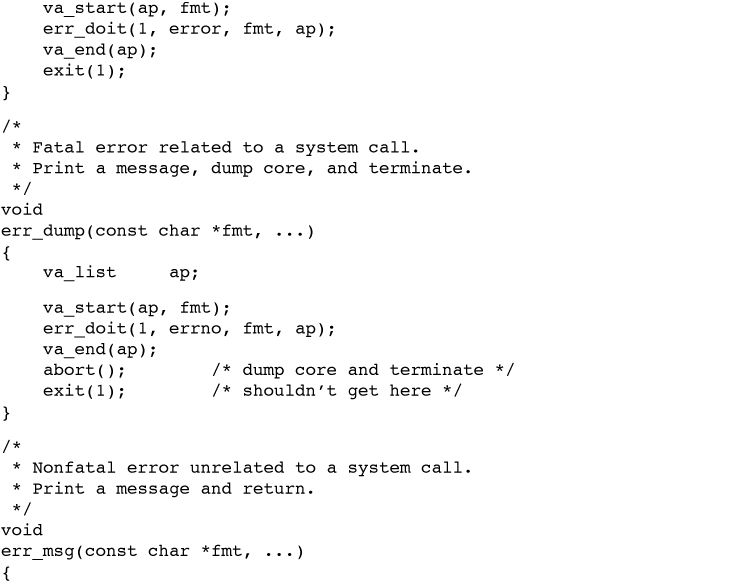 va_start(ap, fmt);
    err_doit(1, error, fmt, ap);
    va_end(ap);
    exit(1);
}
/*
 * Fatal error related to a system call.
 * Print a message, dump core, and terminate.
 */
void
err_dump(const char *fmt, ...)
{
    va_list     ap;
    va_start(ap, fmt);
    err_doit(1, errno, fmt, ap);
    va_end(ap);
    abort();        /* dump core and terminate */
    exit(1);        /* shouldn’t get here */
}
/*
 * Nonfatal error unrelated to a system call.
 * Print a message and return.
 */
void
err_msg(const char *fmt, ...)
{